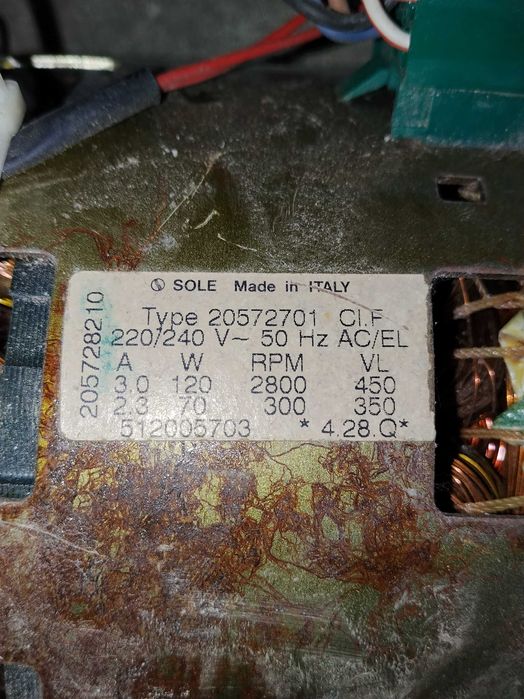 SOLE Made in ITALY
Type 20572701 Cl.F
220/240 V~ 50 Hz AC/EL
A W RPM VL
3.0 120 2800 450
2.3 70 300 350
512005703 * 4.28.Q*
205728210